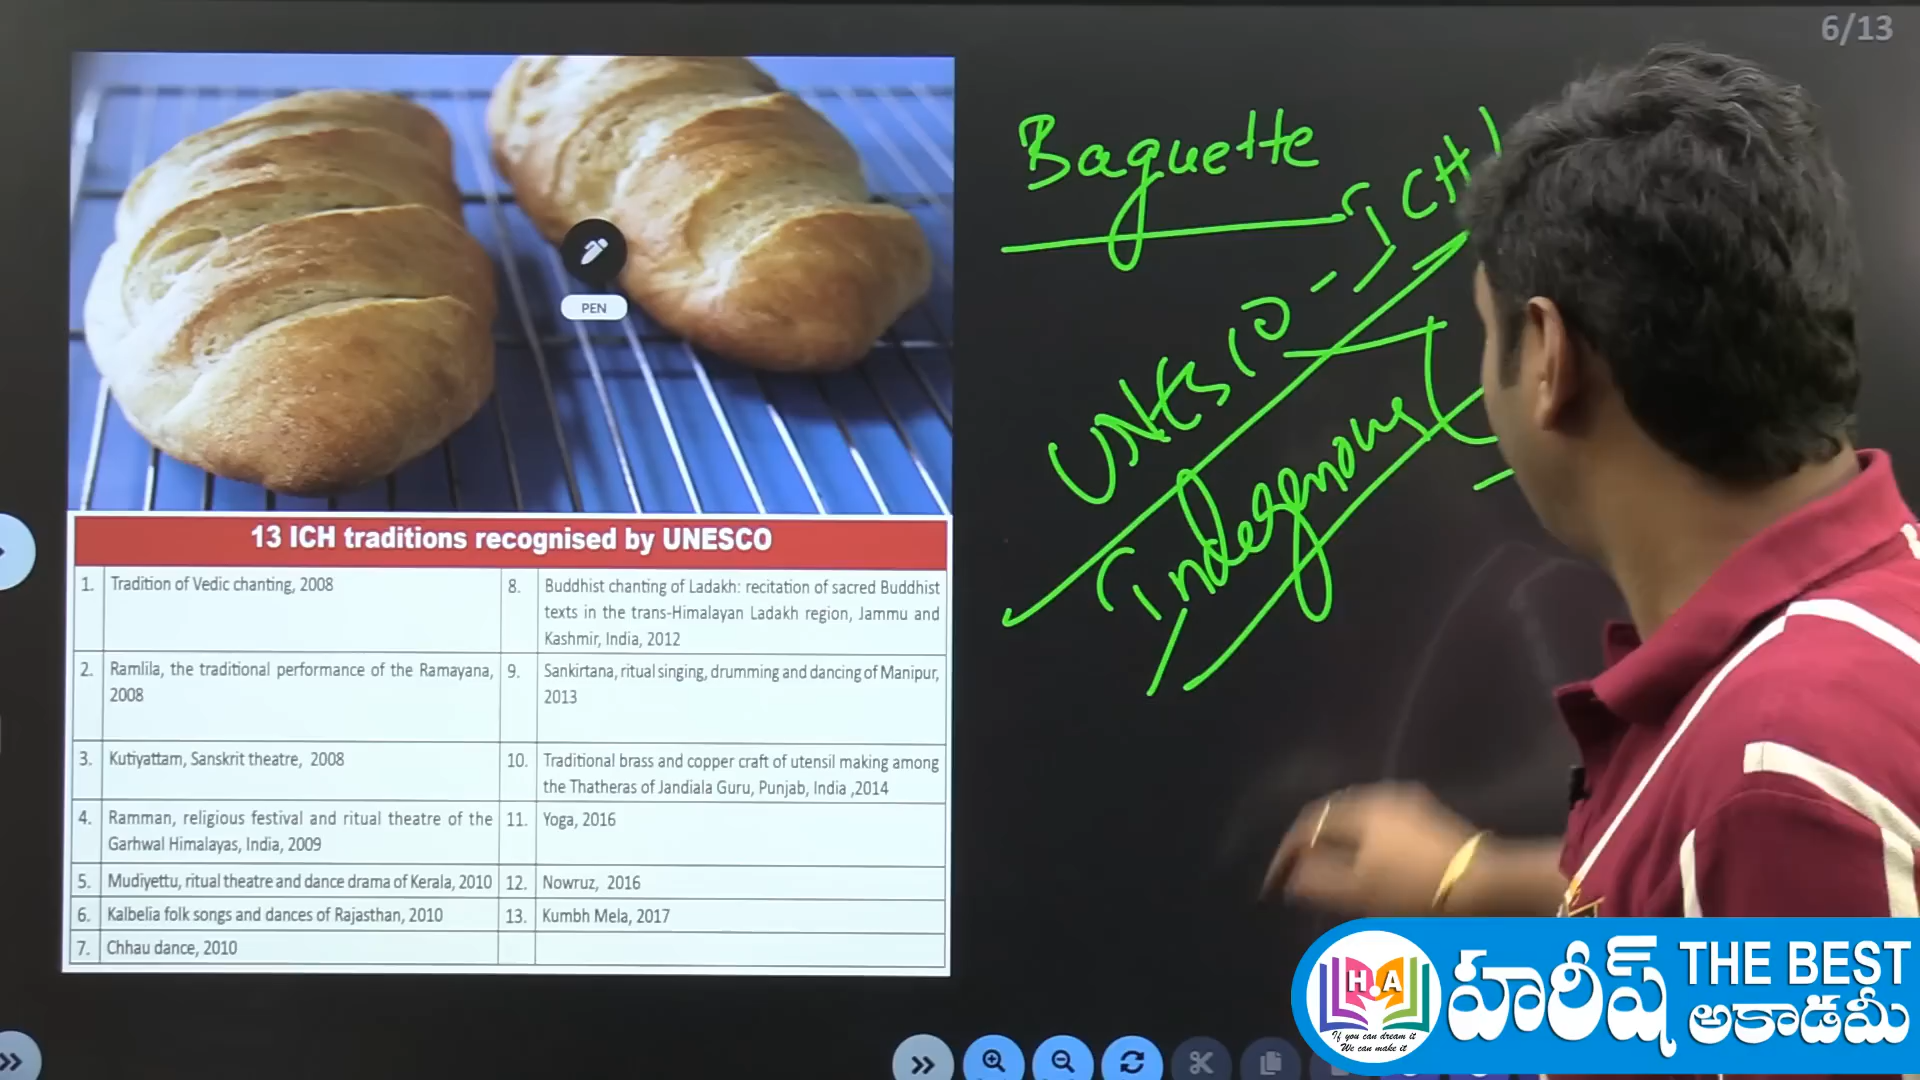 6/13
Baguette
ICH
UNESCO
Indegenous
PEN
13 ICH traditions recognised by UNESCO
1. Tradition of Vedic chanting, 2008
2. Ramlila, the traditional performance of the Ramayana,
2008
3. Kutiyattam, Sanskrit theatre, 2008
4. Ramman, religious festival and ritual theatre of the
Garhwal Himalayas, India, 2009
5. Mudiyettu, ritual theatre and dance drama of Kerala, 2010
6. Kalbelia folk songs and dances of Rajasthan, 2010
7. Chhau dance, 2010
8. Buddhist chanting of Ladakh: recitation of sacred Buddhist
texts in the trans-Himalayan Ladakh region, Jammu and
Kashmir, India, 2012
9. Sankirtana, ritual singing, drumming and dancing of Manipur,
2013
10. Traditional brass and copper craft of utensil making among
the Thatheras of Jandiala Guru, Punjab, India ,2014
11. Yoga, 2016
12. Nowruz, 2016
13. Kumbh Mela, 2017
H.A
If you can dream it
We can make it
హరీష్
THE BEST
అకాడమీ